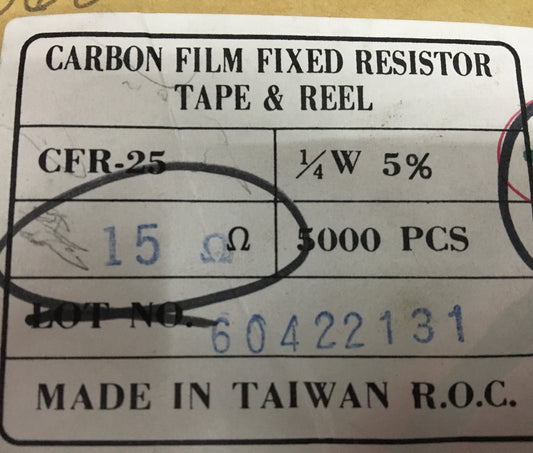 CARBON FILM FIXED RESISTOR
TAPE & REEL
CFR-25 ¼W 5%
15 Ω Ω 5000 PCS
LOT NO. 60422131
MADE IN TAIWAN R.O.C.